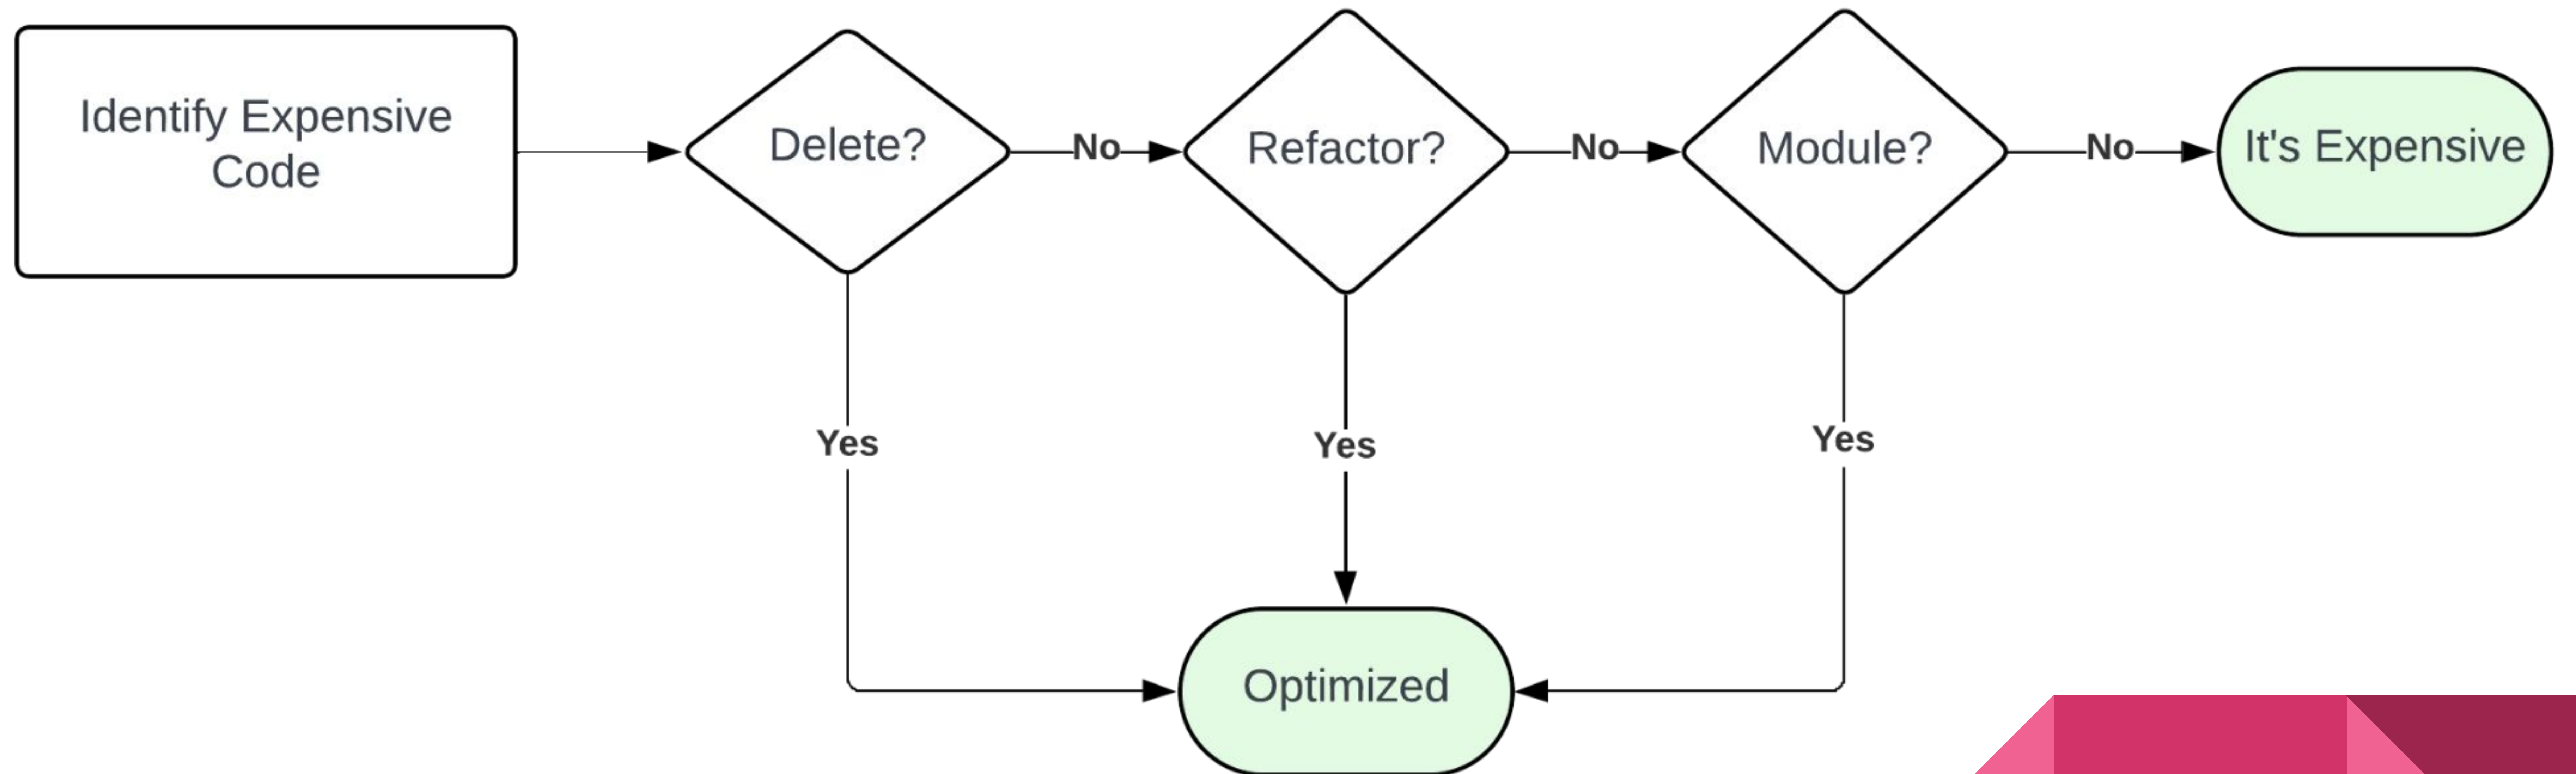 Identify Expensive
Code
Delete?
No
Refactor?
No
Module?
No
It's Expensive
Yes
Yes
Yes
Optimized